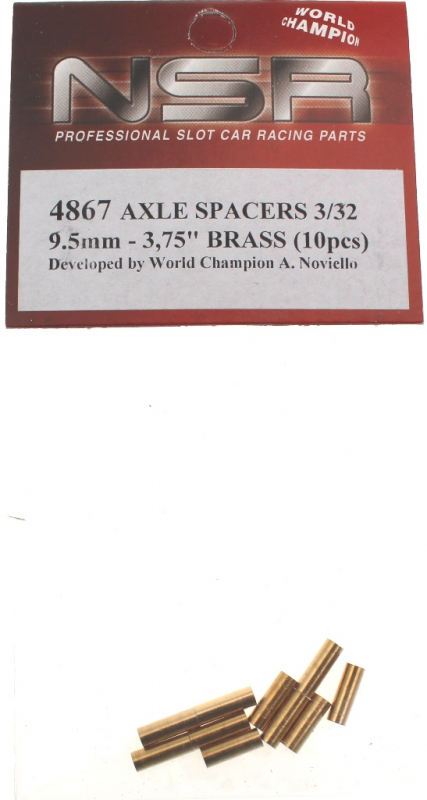 WORLD
CHAMPION
NSR
PROFESSIONAL SLOT CAR RACING PARTS
4867 AXLE SPACERS 3/32
9.5mm - 3,75" BRASS (10pcs)
Developed by World Champion A. Noviello